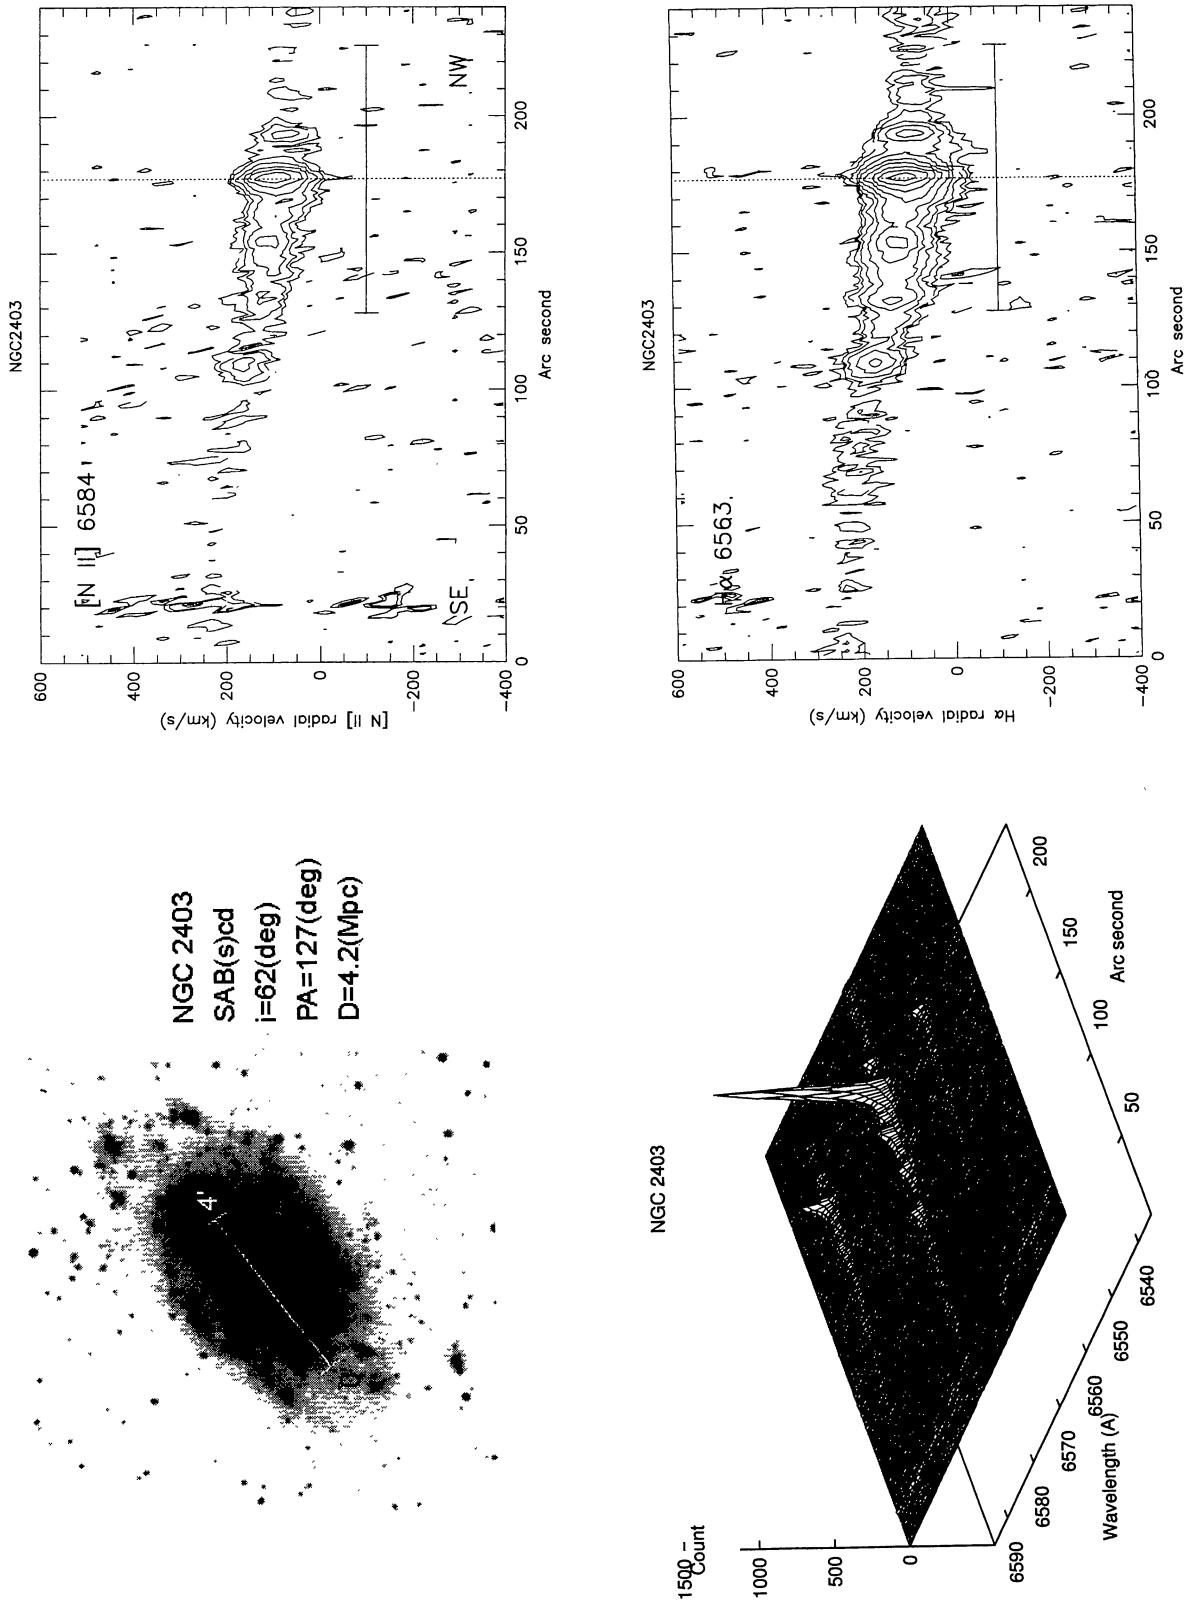 NGC 2403
SAB(s)cd
i=62(deg)
PA=127(deg)
D=4.2(Mpc)
4'
NGC2403
[N II] 6584
SE
NW
600
400
200
0
-200
-400
[N II] radial velocity (km/s)
0
50
100
150
200
Arc second
NGC 2403
1500
Count
1000
500
0
6590
6580
6570
6560
6550
6540
Wavelength (A)
50
100
150
200
Arc second
NGC2403
Hα 6563.
600
400
200
0
-200
-400
Hα radial velocity (km/s)
0
50
100
150
200
Arc second